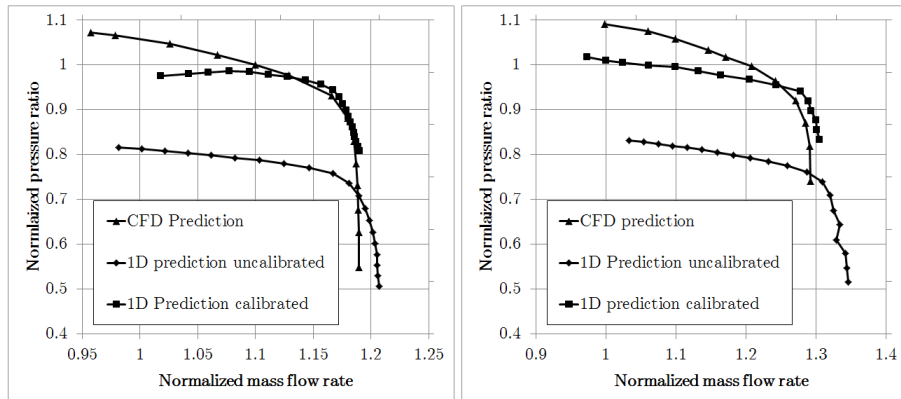 1.1
1
0.9
0.8
0.7
0.6
0.5
0.4
Normlaized pressure ratio
CFD Prediction
1D prediction uncalibrated
1D Prediction calibrated
0.95
1
1.05
1.1
1.15
1.2
1.25
Normalized mass flow rate
1.1
1
0.9
0.8
0.7
0.6
0.5
0.4
Normalized pressure ratio
CFD prediction
1D Prediction uncalibrated
1D prediction calibrated
0.9
1
1.1
1.2
1.3
1.4
Normalized mass flow rate